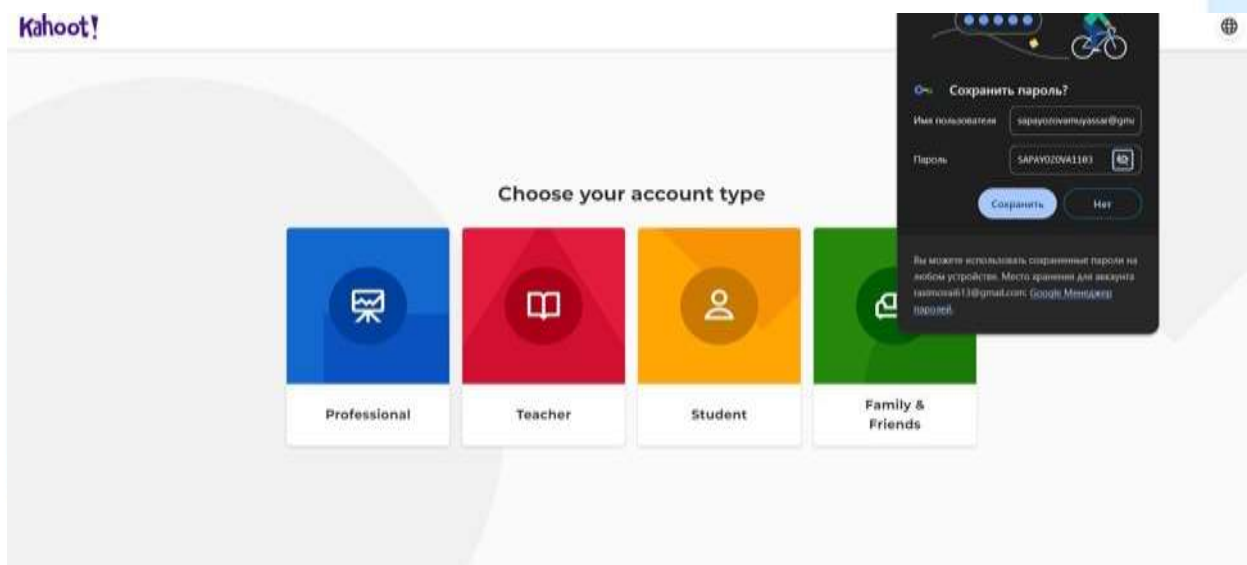 Kahoot!
Сохранить пароль?
Имя пользователя
Пароль SAPAYOZOVA1103
Сохранить Нет
Вы можете использовать сохраненные пароли на
любом устройстве. Место хранения для аккаунта
Google Менеджер
паролей.
Choose your account type
Professional
Teacher
Student
Family &
Friends